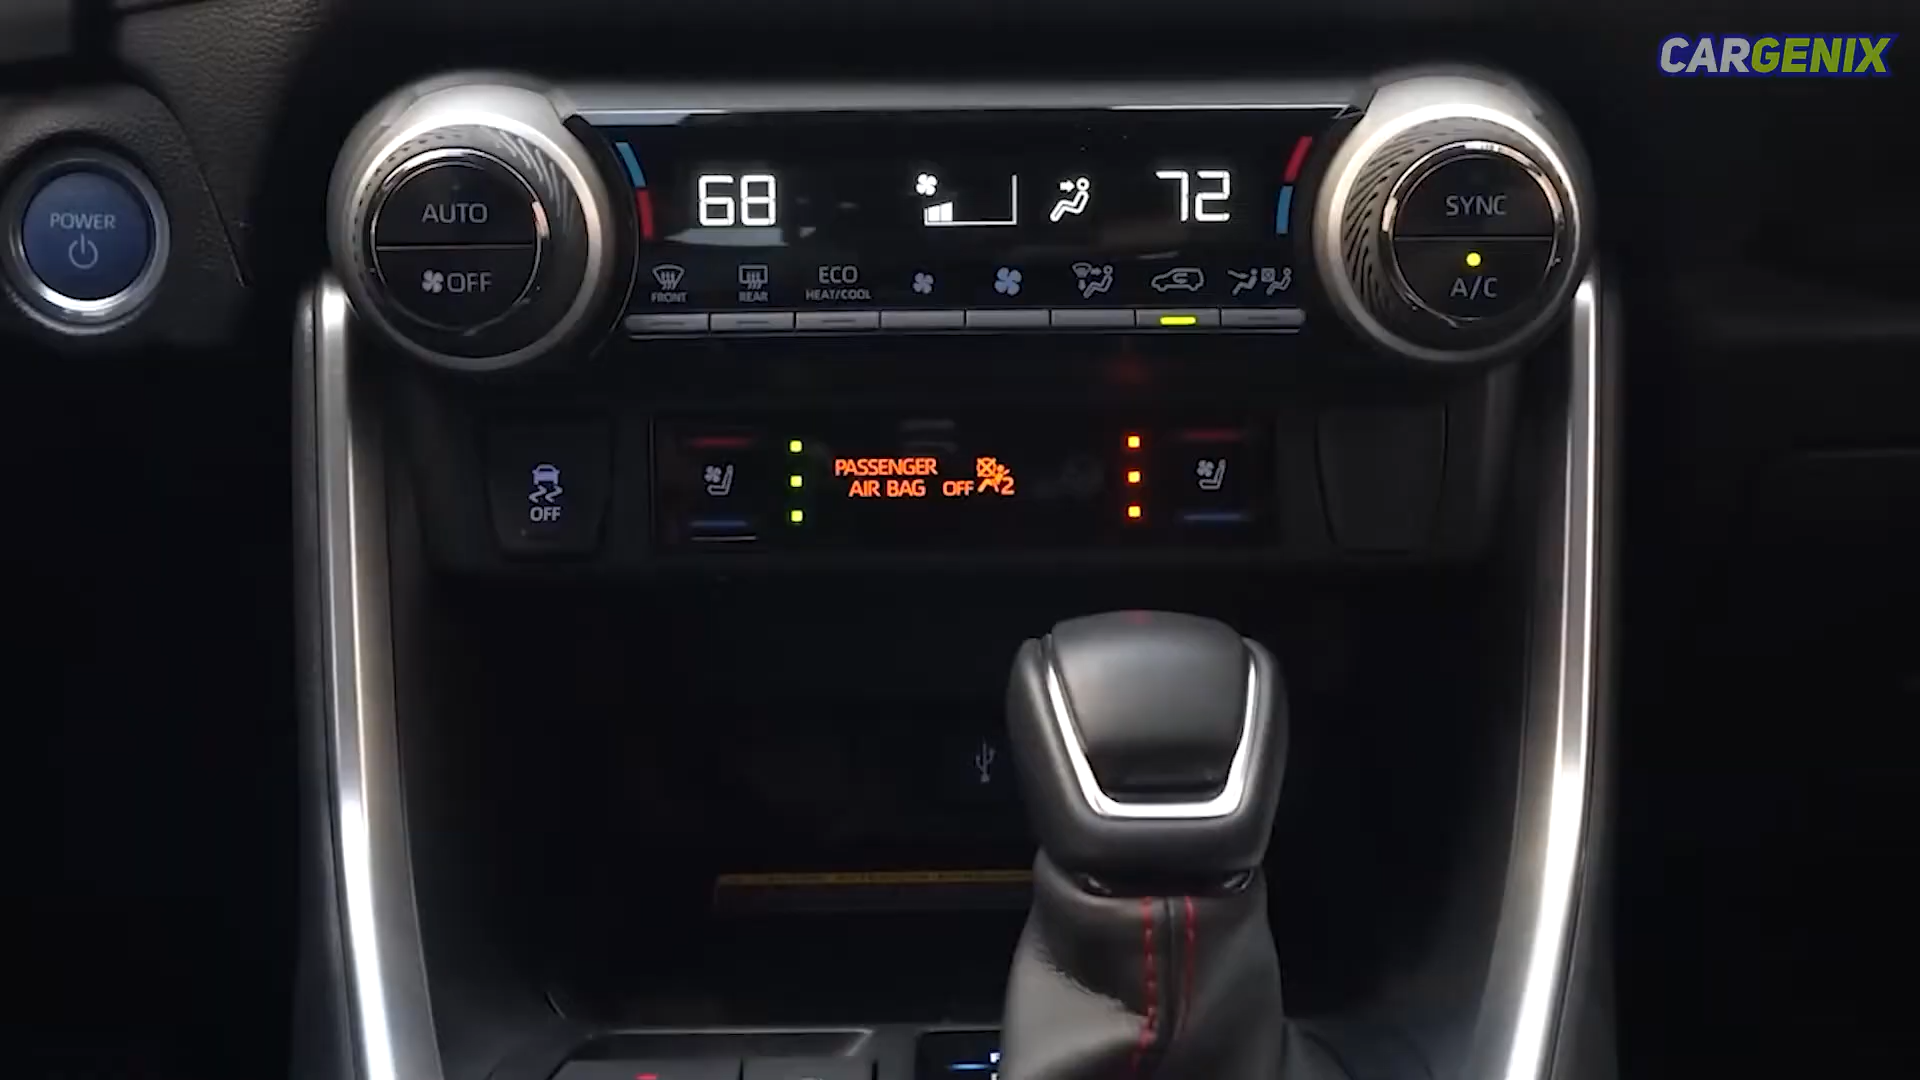 CARGENIX
POWER
AUTO
OFF
68
72
SYNC
A/C
FRONT
REAR
ECO
HEAT/COOL
OFF
PASSENGER
AIR BAG OFF 2